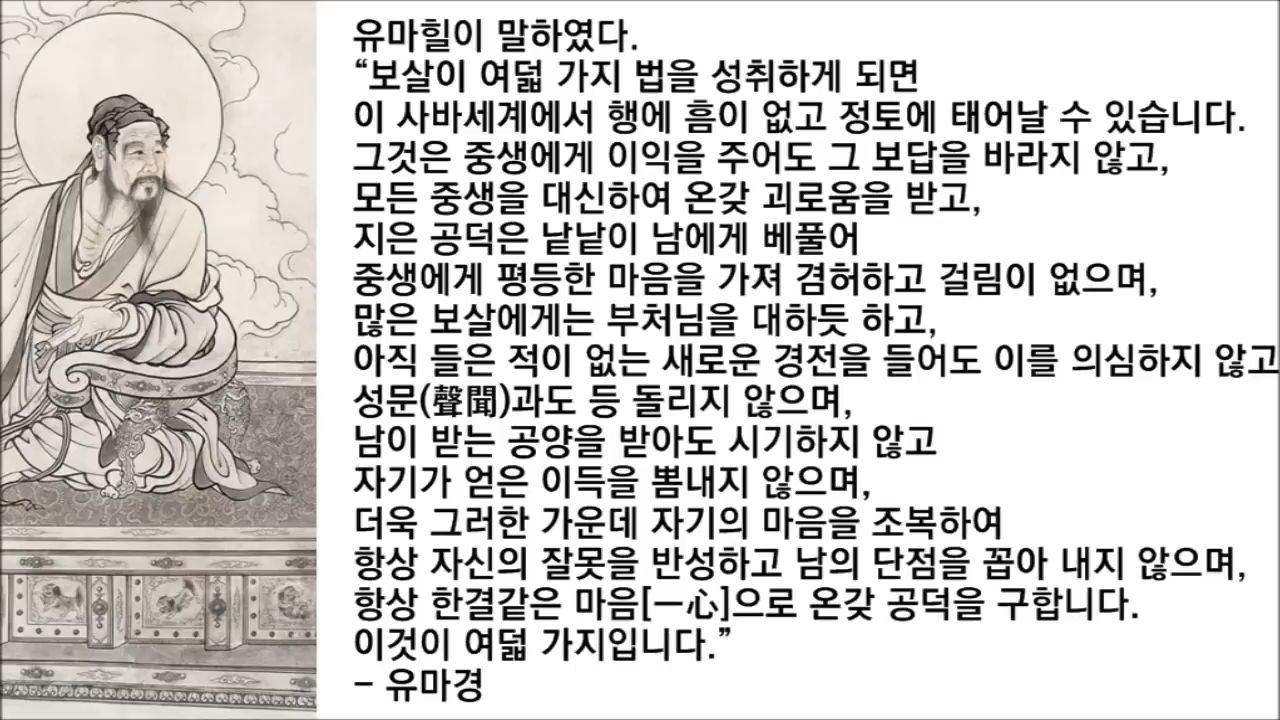 유마힐이 말하였다.
“보살이 여덟 가지 법을 성취하게 되면
이 사바세계에서 행에 흠이 없고 정토에 태어날 수 있습니다.
그것은 중생에게 이익을 주어도 그 보답을 바라지 않고,
모든 중생을 대신하여 온갖 괴로움을 받고,
지은 공덕은 낱낱이 남에게 베풀어
중생에게 평등한 마음을 가져 겸허하고 걸림이 없으며,
많은 보살에게는 부처님을 대하듯 하고,
아직 들은 적이 없는 새로운 경전을 들어도 이를 의심하지 않고
성문(聲聞)과도 등 돌리지 않으며,
남이 받는 공양을 받아도 시기하지 않고
자기가 얻은 이득을 뽐내지 않으며,
더욱 그러한 가운데 자기의 마음을 조복하여
항상 자신의 잘못을 반성하고 남의 단점을 꼽아 내지 않으며,
항상 한결같은 마음[一心]으로 온갖 공덕을 구합니다.
이것이 여덟 가지입니다.”
- 유마경